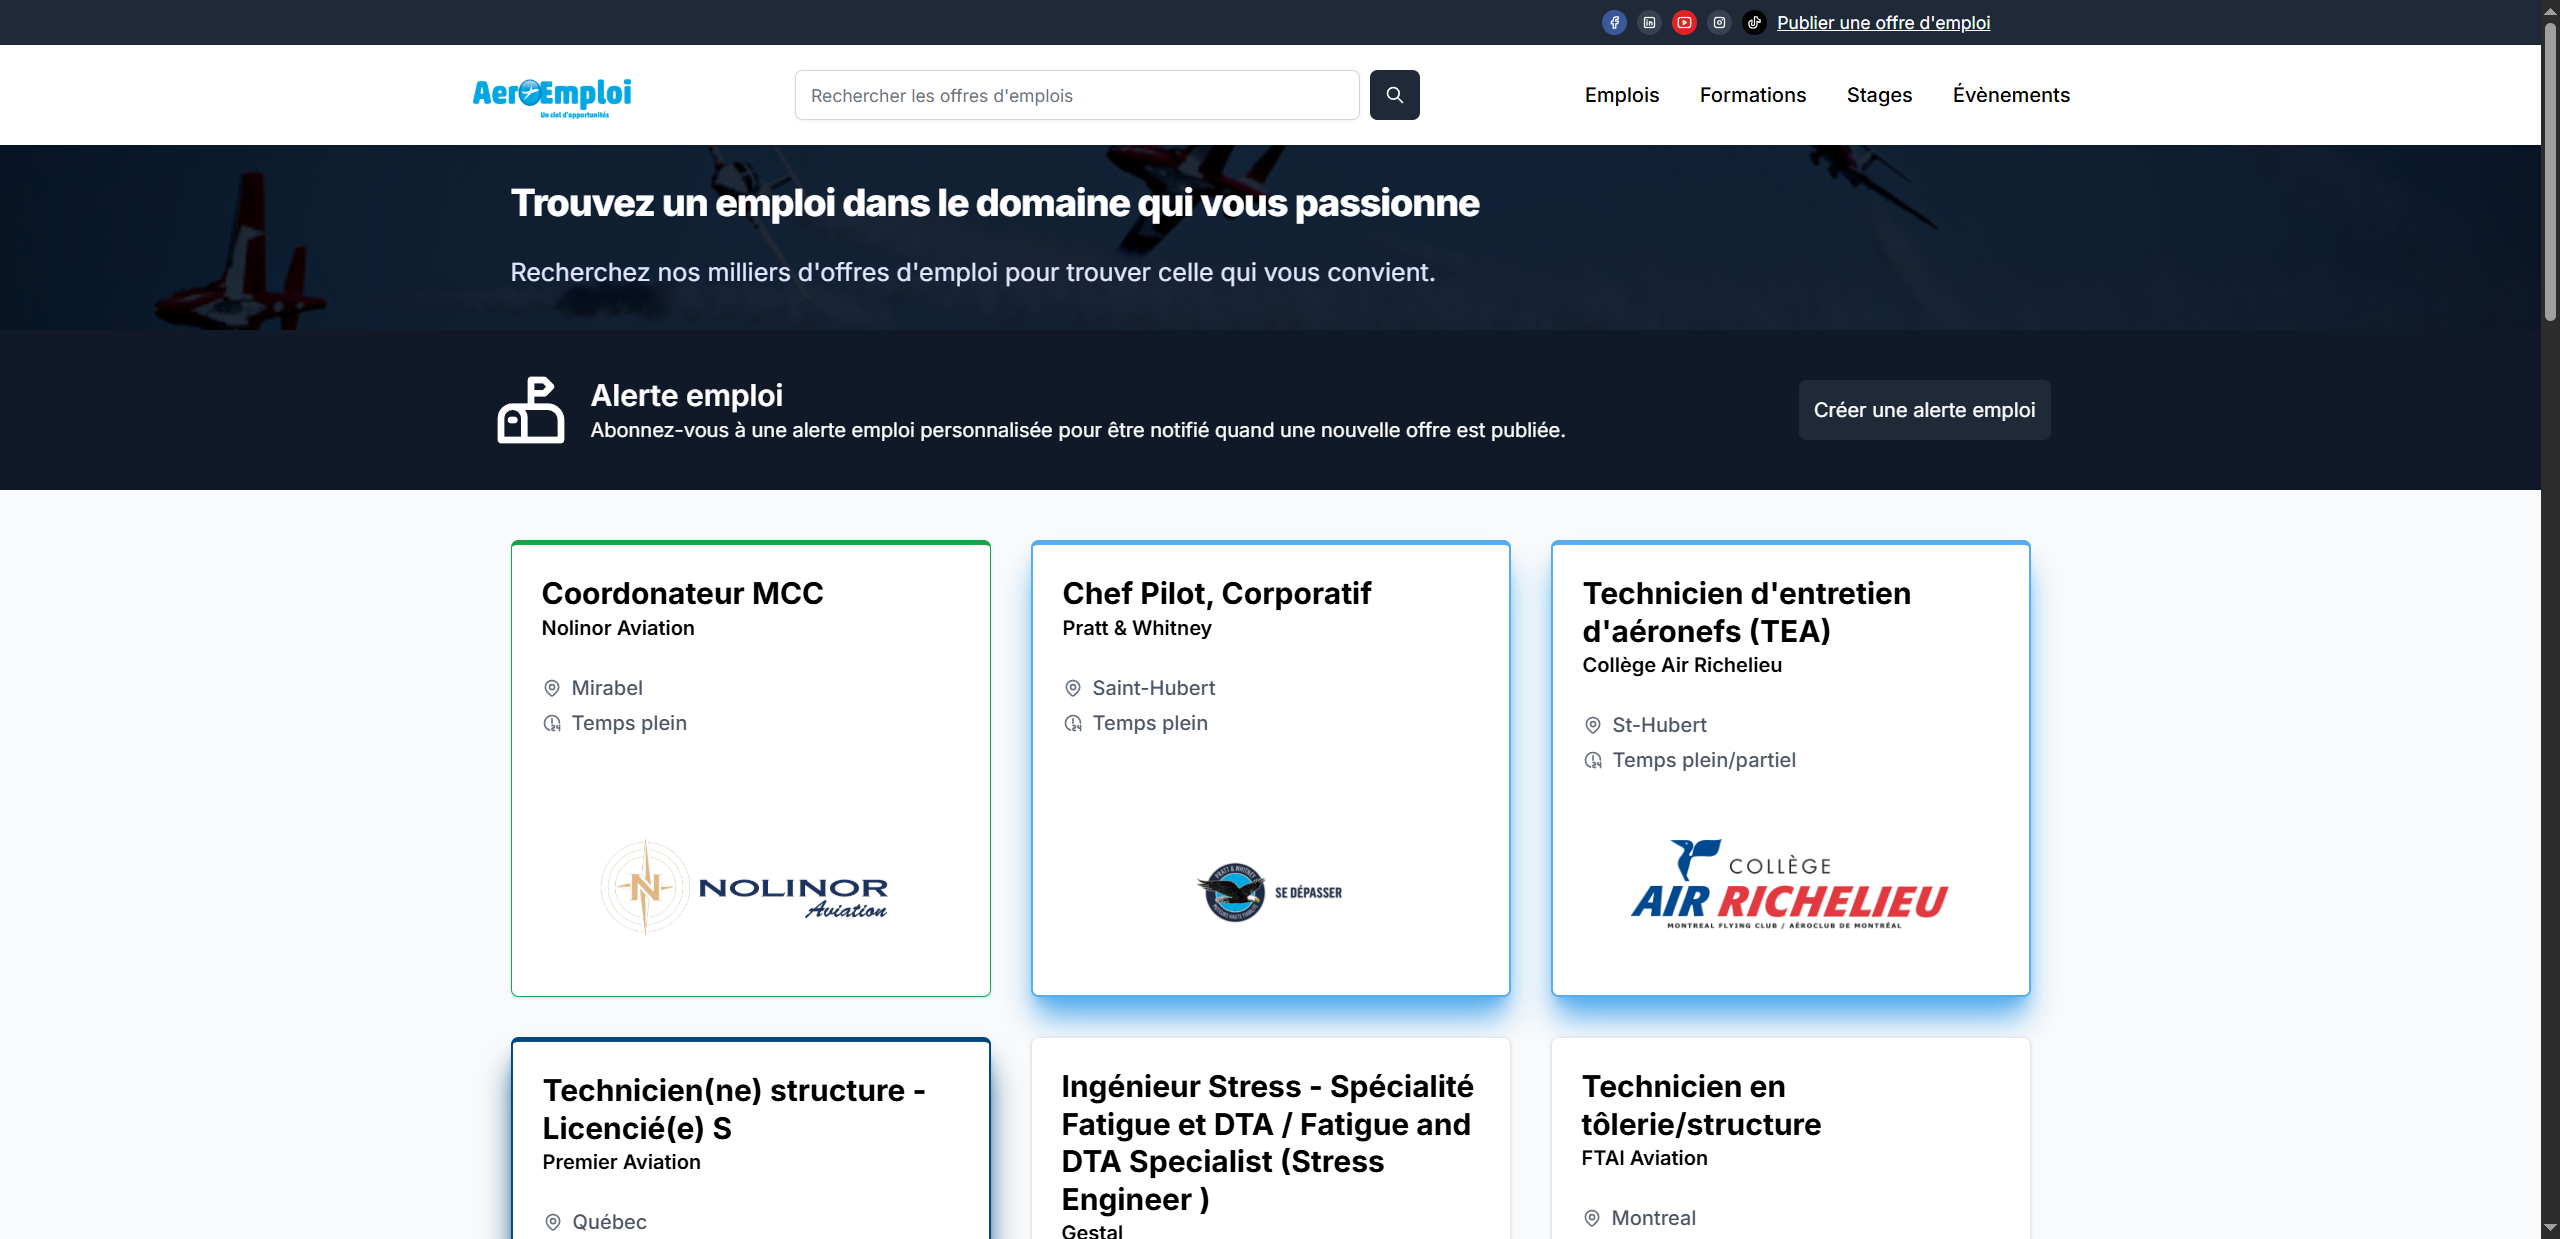 Publier une offre d'emploi
AeroEmploi
Un ciel d'opportunités
Rechercher les offres d'emplois
Emplois
Formations
Stages
Évènements
Trouvez un emploi dans le domaine qui vous passionne
Recherchez nos milliers d'offres d'emploi pour trouver celle qui vous convient.
Alerte emploi
Abonnez-vous à une alerte emploi personnalisée pour être notifié quand une nouvelle offre est publiée.
Créer une alerte emploi
Coordonateur MCC
Nolinor Aviation
Mirabel
Temps plein
N NOLINOR
Aviation
Chef Pilot, Corporatif
Pratt & Whitney
Saint-Hubert
Temps plein
PRATT & WHITNEY
SE DÉPASSER
Technicien d'entretien
d'aéronefs (TEA)
Collège Air Richelieu
St-Hubert
Temps plein/partiel
COLLÈGE
AIR RICHELIEU
MONTREAL FLYING CLUB / AÉROCLUB DE MONTRÉAL
Technicien(ne) structure -
Licencié(e) S
Premier Aviation
Québec
Ingénieur Stress - Spécialité
Fatigue et DTA / Fatigue and
DTA Specialist (Stress
Engineer )
Gestal
Technicien en
tôlerie/structure
FTAI Aviation
Montreal